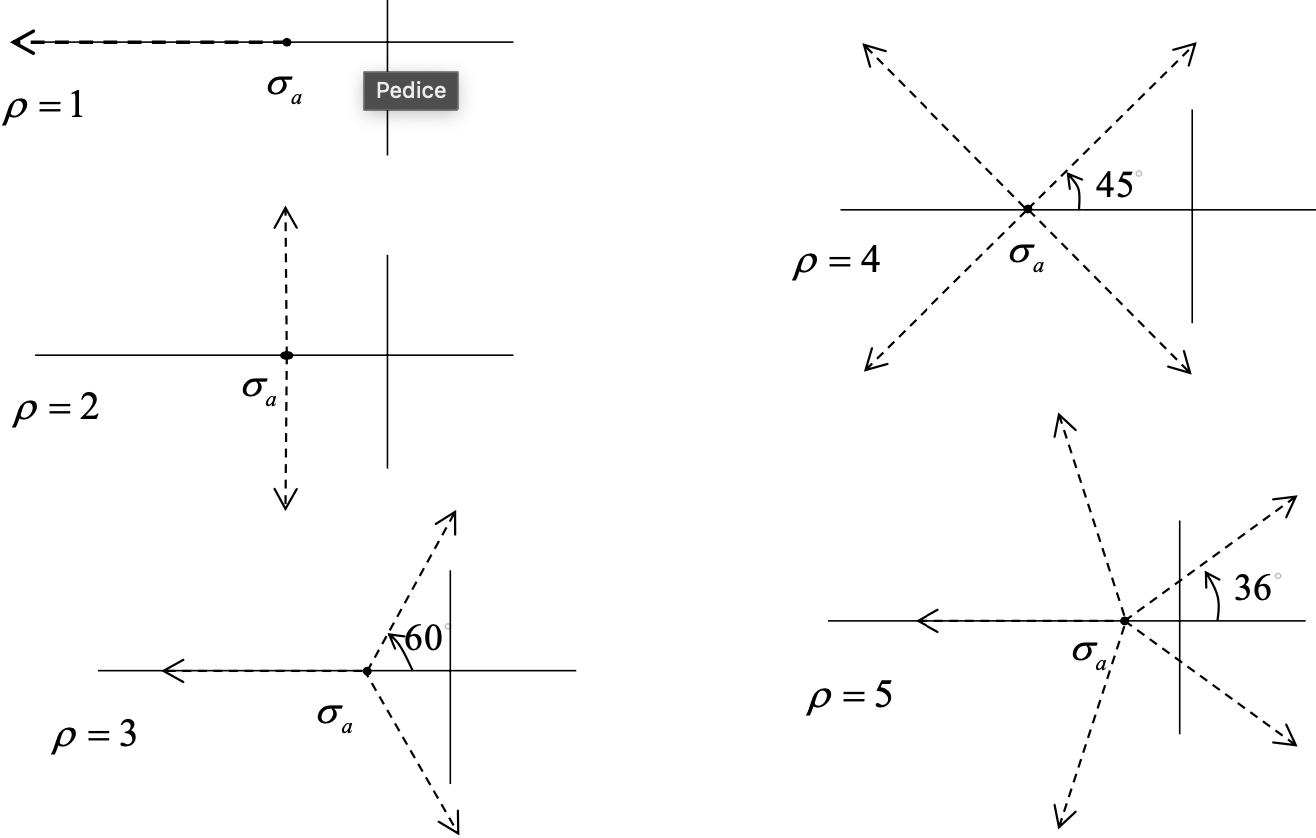 σₐ
Pedice
ρ = 1
σₐ
ρ = 2
60°
σₐ
ρ = 3
45°
σₐ
ρ = 4
36°
σₐ
ρ = 5